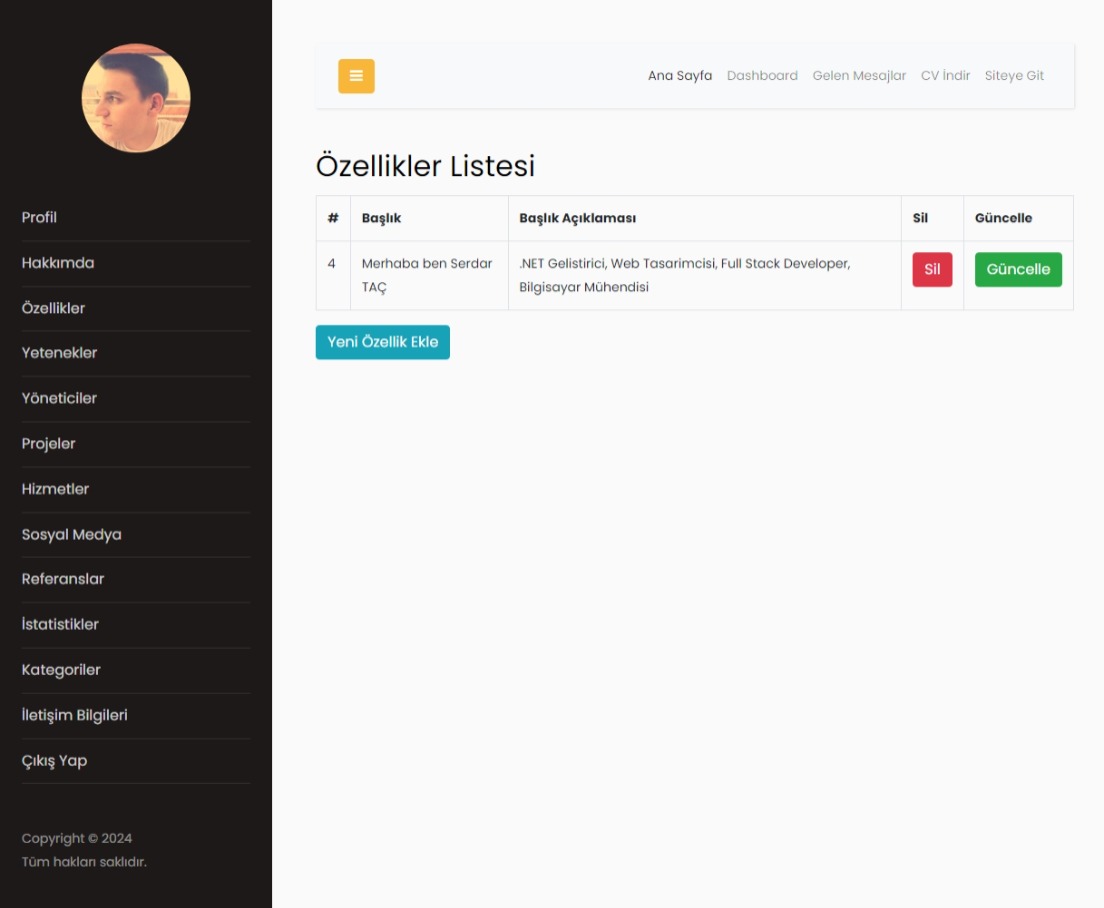 Profil
Hakkımda
Özellikler
Yetenekler
Yöneticiler
Projeler
Hizmetler
Sosyal Medya
Referanslar
İstatistikler
Kategoriler
İletişim Bilgileri
Çıkış Yap
Copyright © 2024
Tüm hakları saklıdır.
Ana Sayfa Dashboard Gelen Mesajlar CV İndir Siteye Git
Özellikler Listesi
# Başlık Başlık Açıklaması Sil Güncelle
4 Merhaba ben Serdar TAÇ .NET Gelistirici, Web Tasarimcisi, Full Stack Developer, Bilgisayar Mühendisi Sil Güncelle
Yeni Özellik Ekle